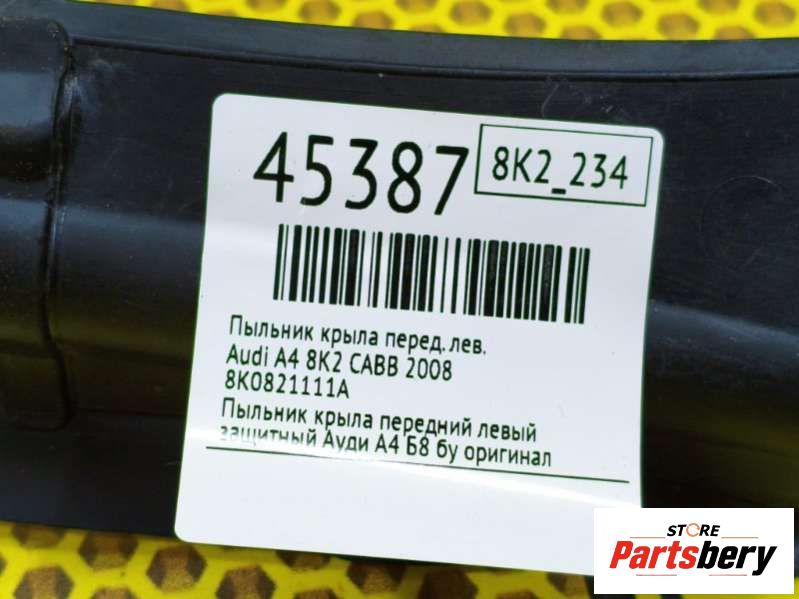 45387
8K2_234
Пыльник крыла перед.лев.
Audi A4 8K2 CABB 2008
8K0821111A
Пыльник крыла передний левый
защитный Ауди А4 Б8 бу оригинал
STORE
Partsbery